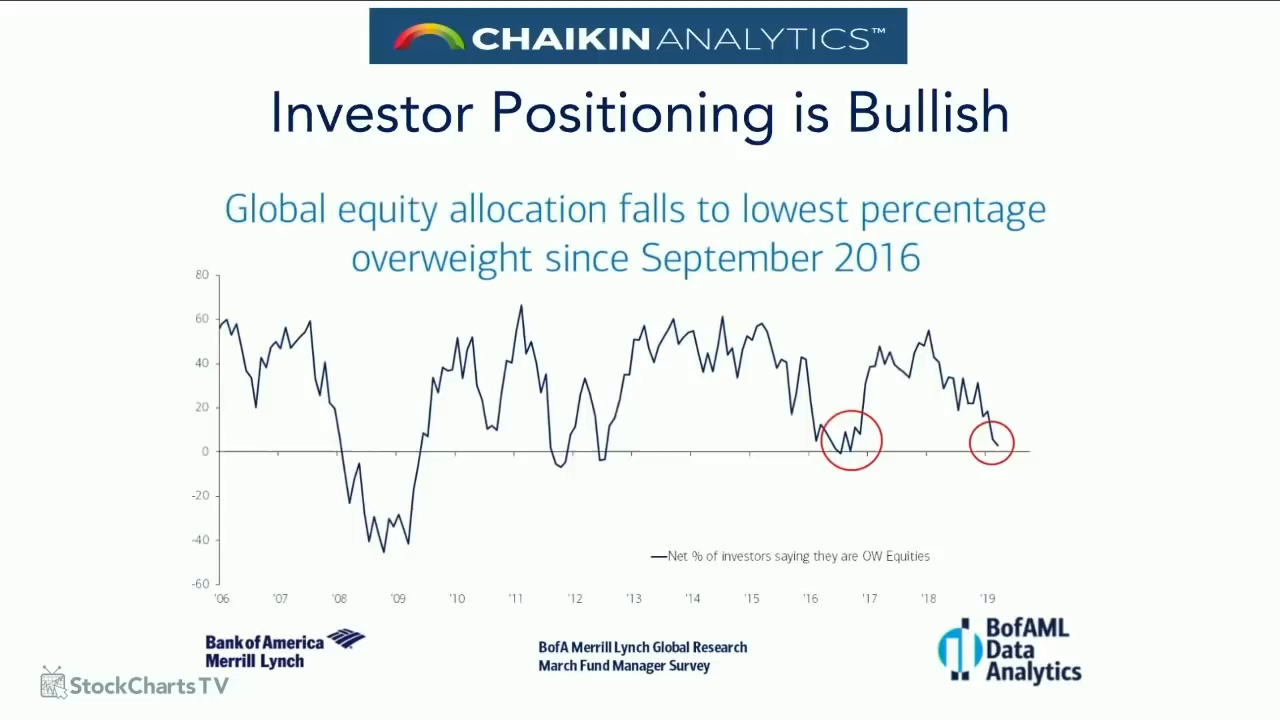 CHAIKIN ANALYTICS™
Investor Positioning is Bullish
Global equity allocation falls to lowest percentage
overweight since September 2016
80
60
40
20
0
-20
-40
-60
'06 '07 '08 '09 '10 '11 '12 '13 '14 '15 '16 '17 '18 '19
Net % of investors saying they are OW Equities
Bank of America
Merrill Lynch
BofA Merrill Lynch Global Research
March Fund Manager Survey
BofAML
Data
Analytics
StockChartsTV